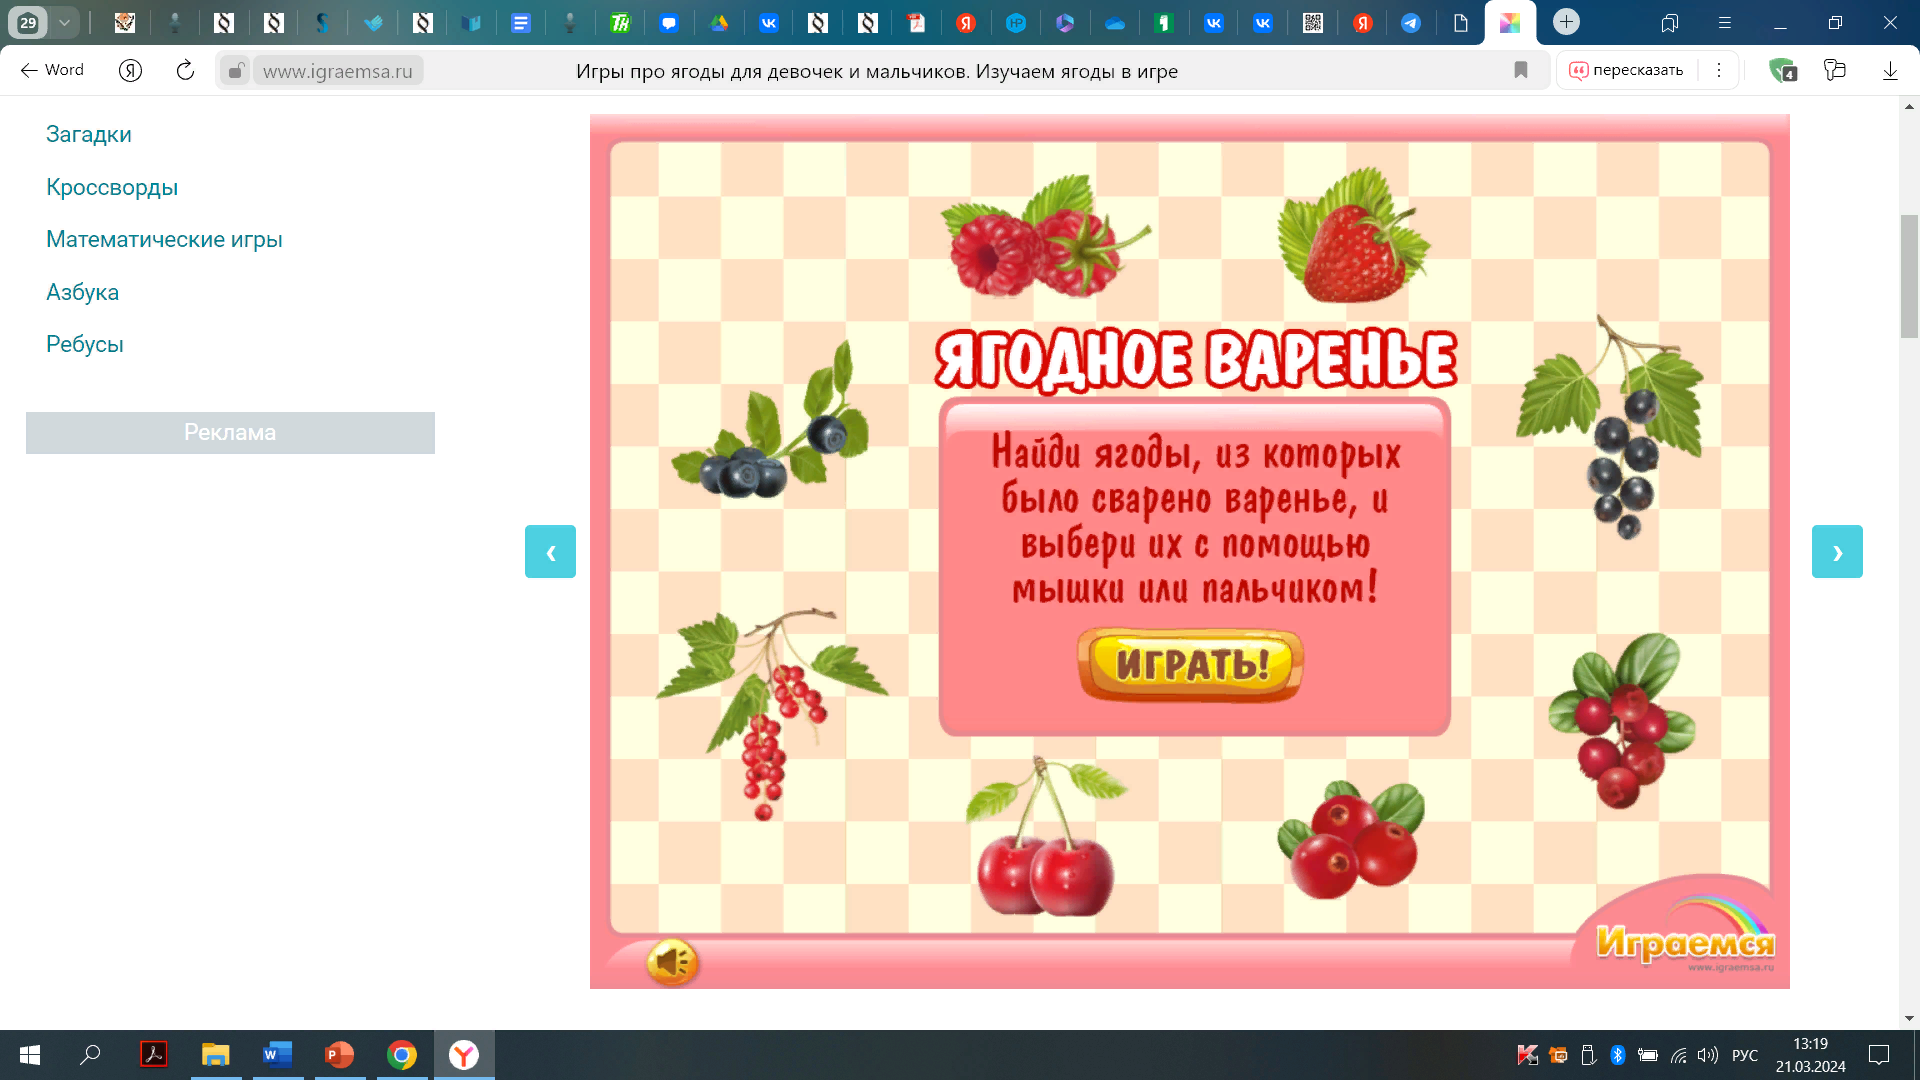 29
Word
www.igraemsa.ru
Игры про ягоды для девочек и мальчиков. Изучаем ягоды в игре
пересказать
4
Загадки
Кроссворды
Математические игры
Азбука
Ребусы
Реклама
ЯГОДНОЕ ВАРЕНЬЕ
Найди ягоды, из которых
было сварено варенье, и
выбери их с помощью
мышки или пальчиком!
ИГРАТЬ!
Играемся
www.igraemsa.ru
РУС
13:19
21.03.2024